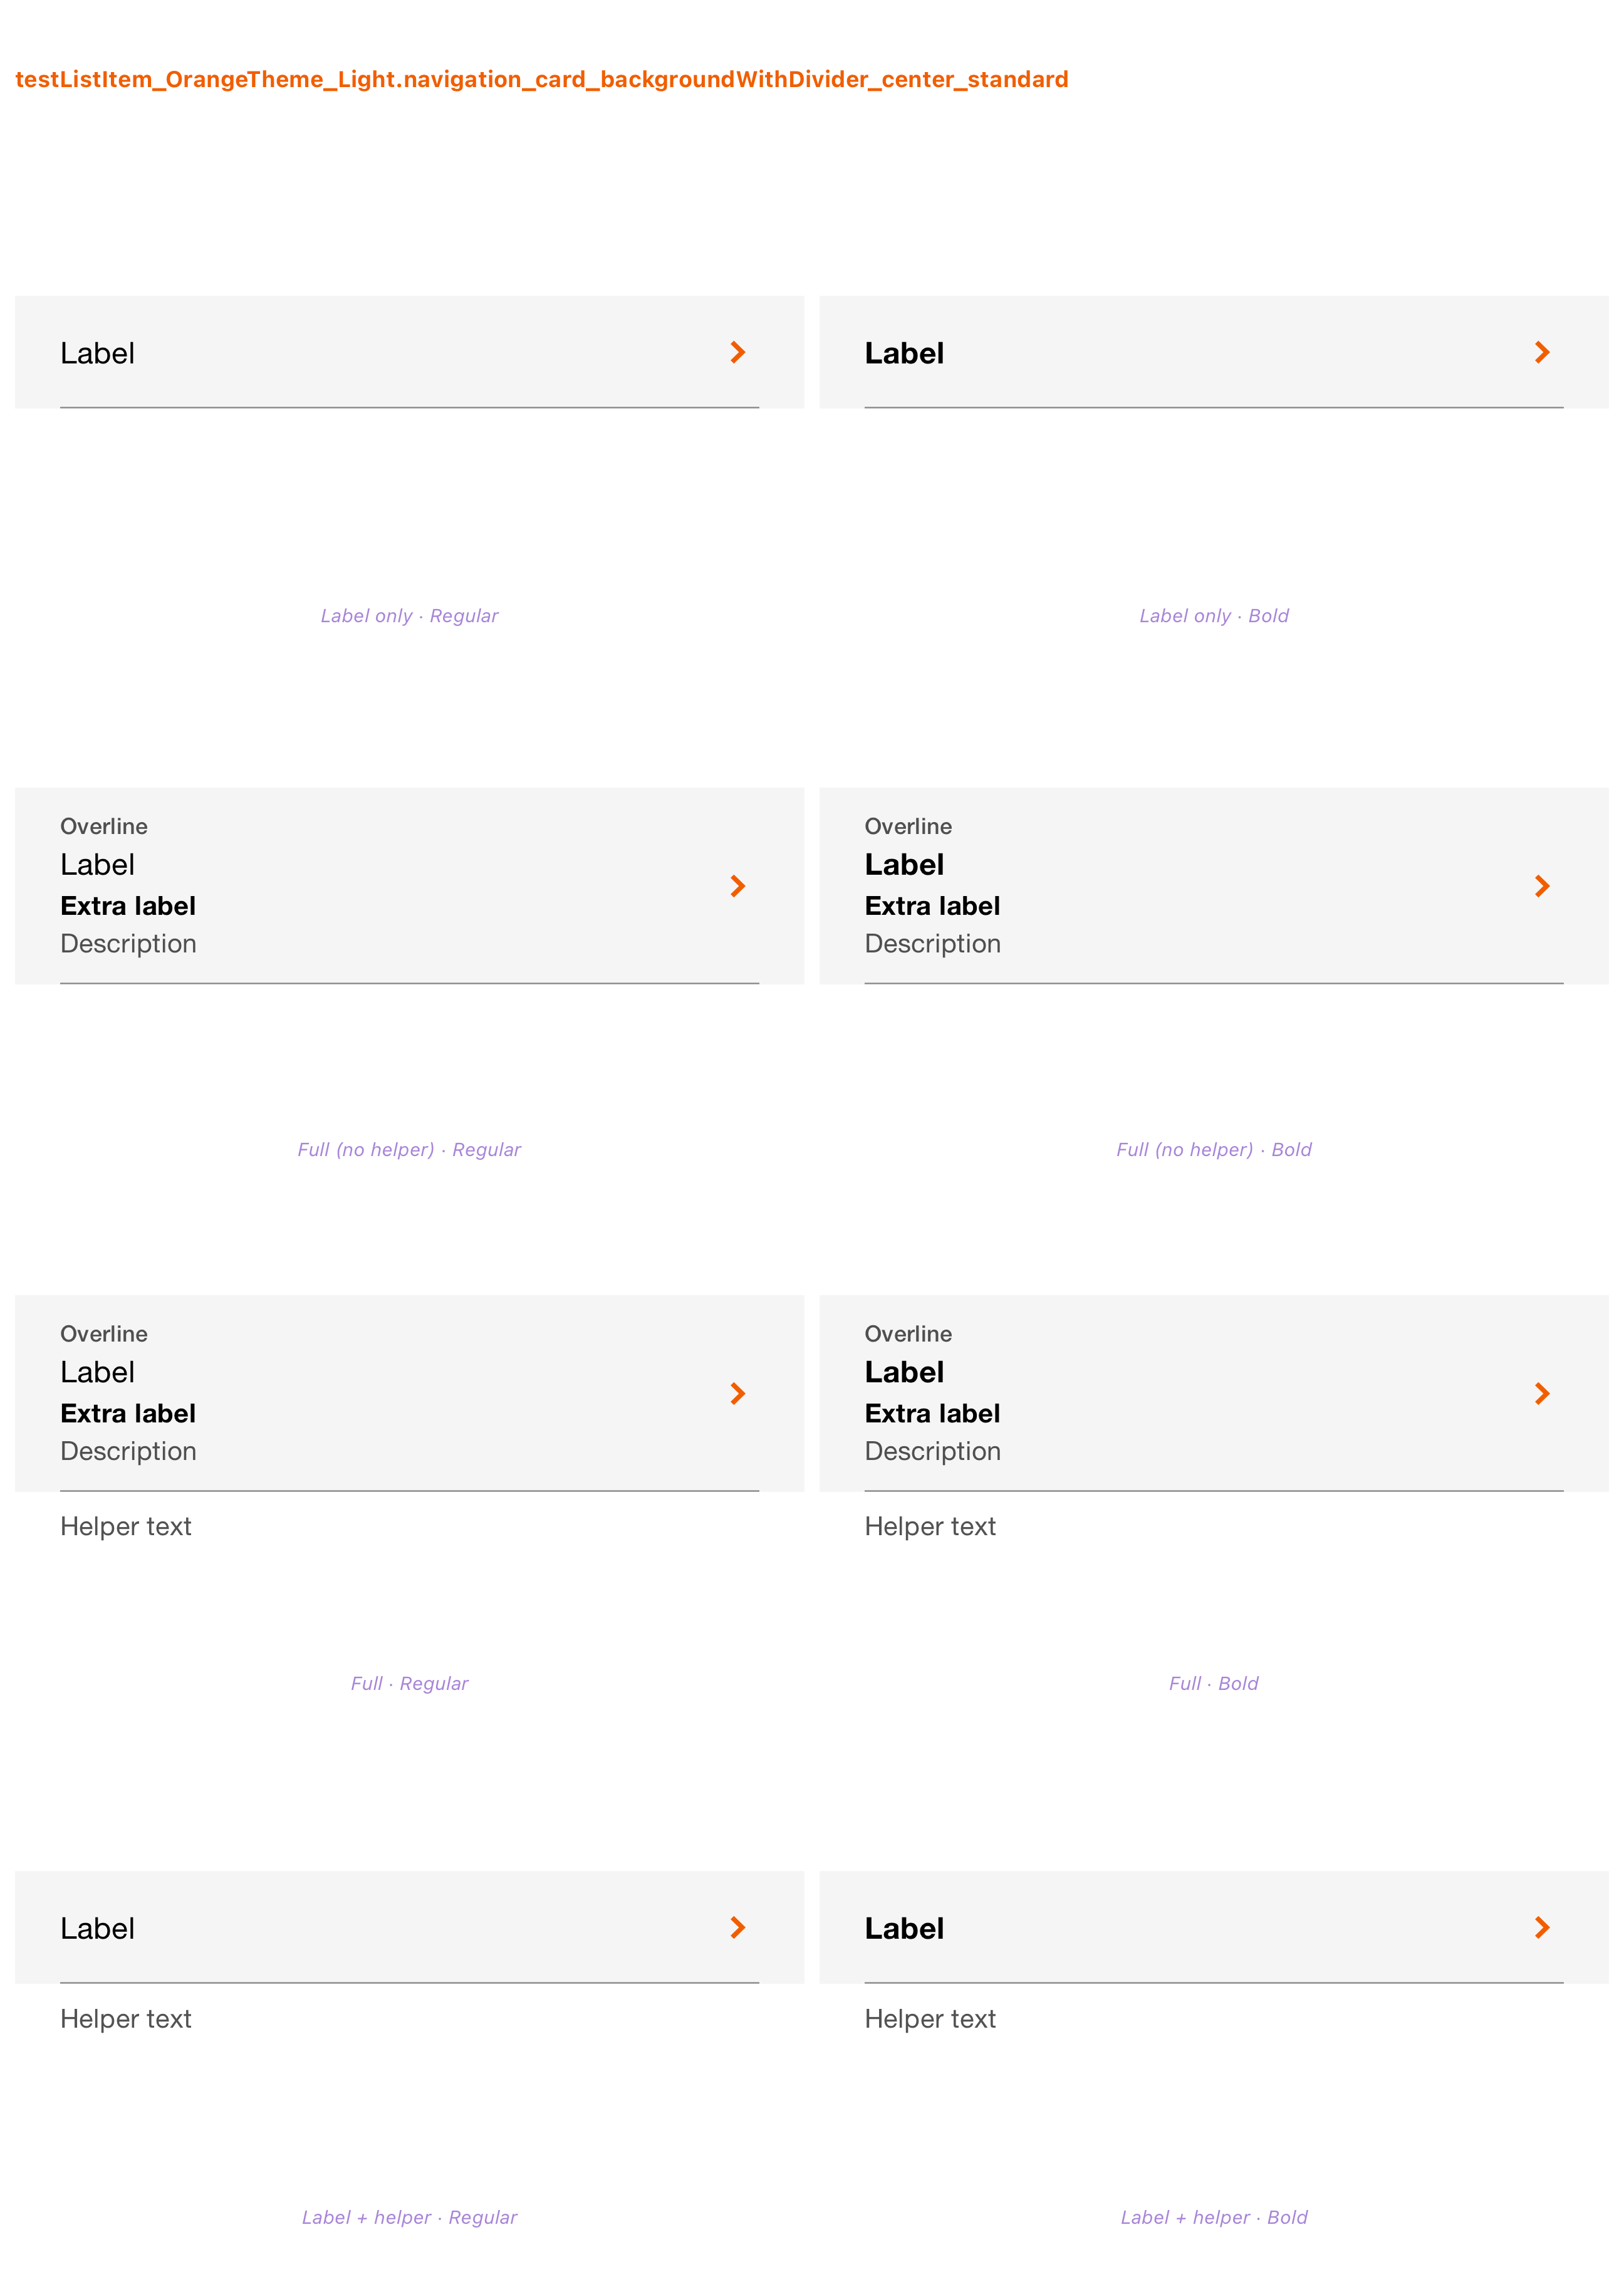 testListItem_OrangeTheme_Light.navigation_card_backgroundWithDivider_center_standard
Label
Label
Label only · Regular
Label only · Bold
Overline
Label
Extra label
Description
Overline
Label
Extra label
Description
Full (no helper) · Regular
Full (no helper) · Bold
Overline
Label
Extra label
Description
Helper text
Overline
Label
Extra label
Description
Helper text
Full · Regular
Full · Bold
Label
Helper text
Label
Helper text
Label + helper · Regular
Label + helper · Bold